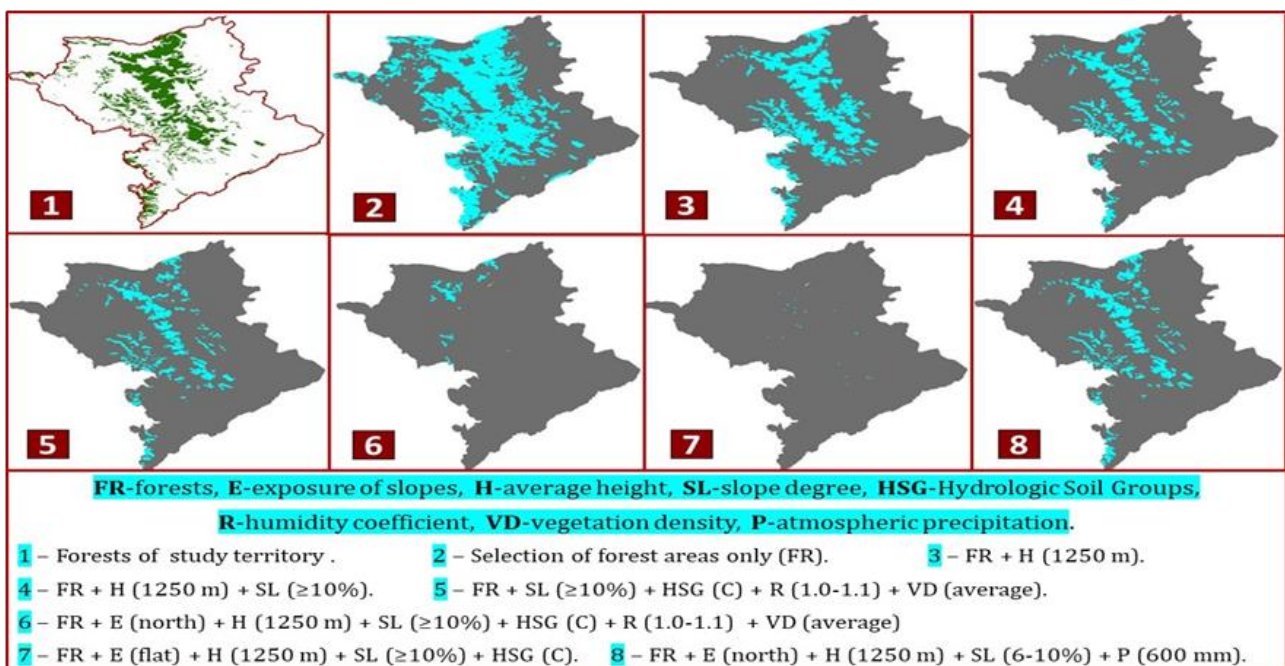 1
2
3
4
5
6
7
8
FR-forests, E-exposure of slopes, H-average height, SL-slope degree, HSG-Hydrologic Soil Groups,
R-humidity coefficient, VD-vegetation density, P-atmospheric precipitation.
1 – Forests of study territory . 2 – Selection of forest areas only (FR). 3 – FR + H (1250 m).
4 – FR + H (1250 m) + SL (≥10%). 5 – FR + SL (≥10%) + HSG (C) + R (1.0-1.1) + VD (average).
6 – FR + E (north) + H (1250 m) + SL (≥10%) + HSG (C) + R (1.0-1.1) + VD (average)
7 – FR + E (flat) + H (1250 m) + SL (≥10%) + HSG (C). 8 – FR + E (north) + H (1250 m) + SL (6-10%) + P (600 mm).